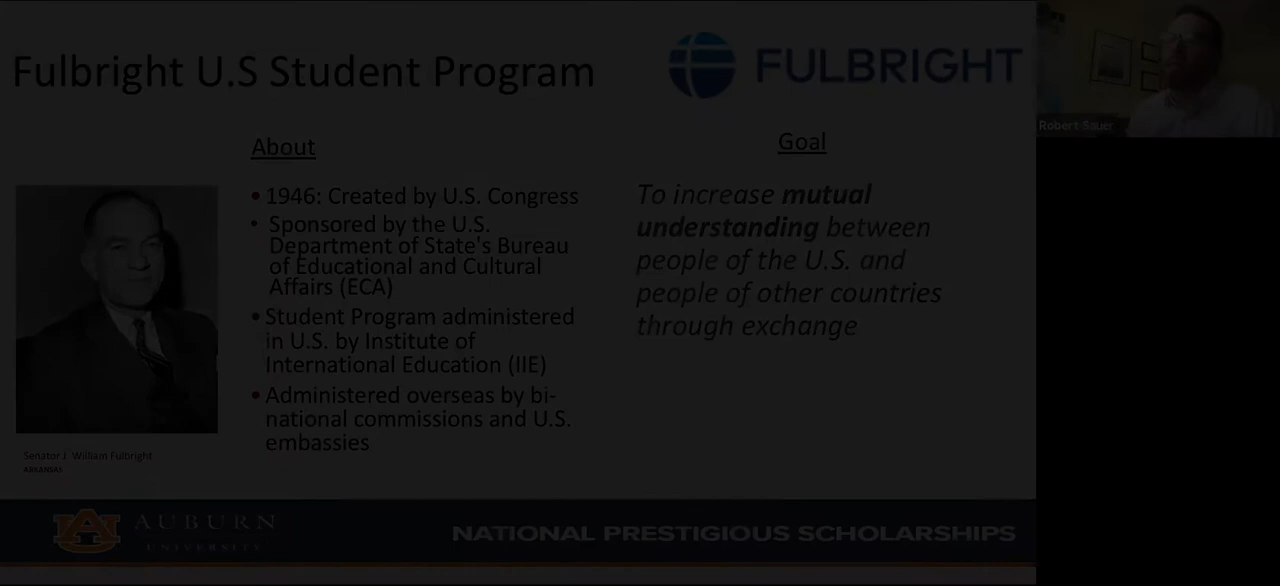 Fulbright U.S Student Program
FULBRIGHT
Robert Sauer
About
Goal
• 1946: Created by U.S. Congress
• Sponsored by the U.S.
Department of State's Bureau
of Educational and Cultural
Affairs (ECA)
• Student Program administered
in U.S. by Institute of
International Education (IIE)
• Administered overseas by bi-
national commissions and U.S.
embassies
To increase mutual
understanding between
people of the U.S. and
people of other countries
through exchange
Senator J. William Fulbright
ARKANSAS
AUBURN
UNIVERSITY
NATIONAL PRESTIGIOUS SCHOLARSHIPS